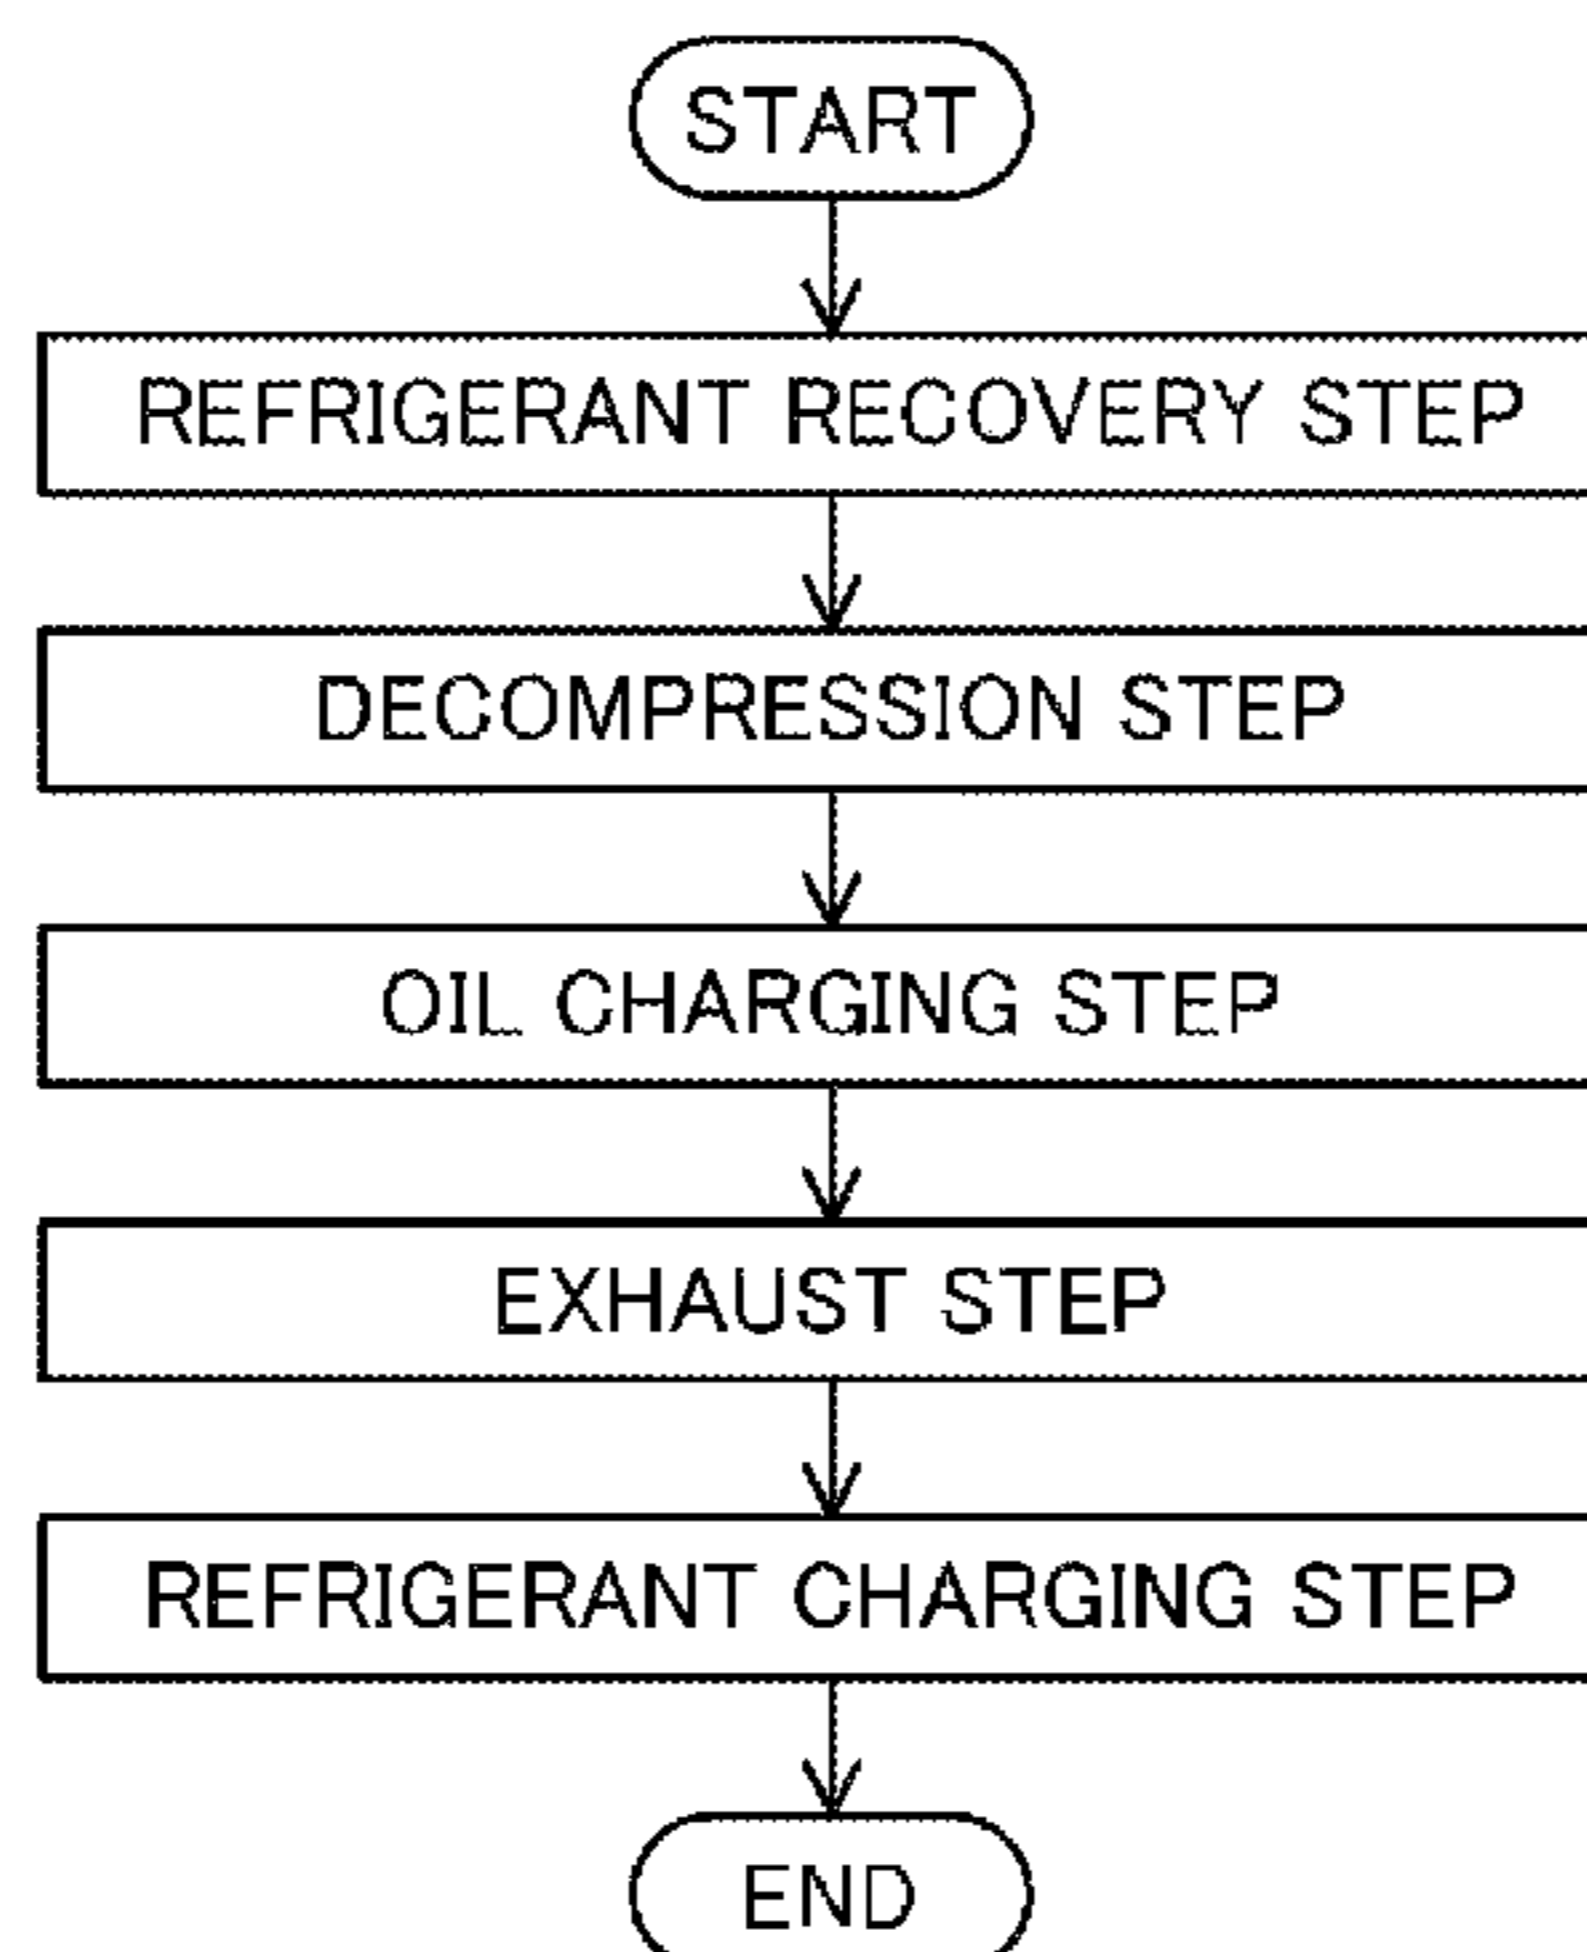 START
REFRIGERANT RECOVERY STEP
DECOMPRESSION STEP
OIL CHARGING STEP
EXHAUST STEP
REFRIGERANT CHARGING STEP
END